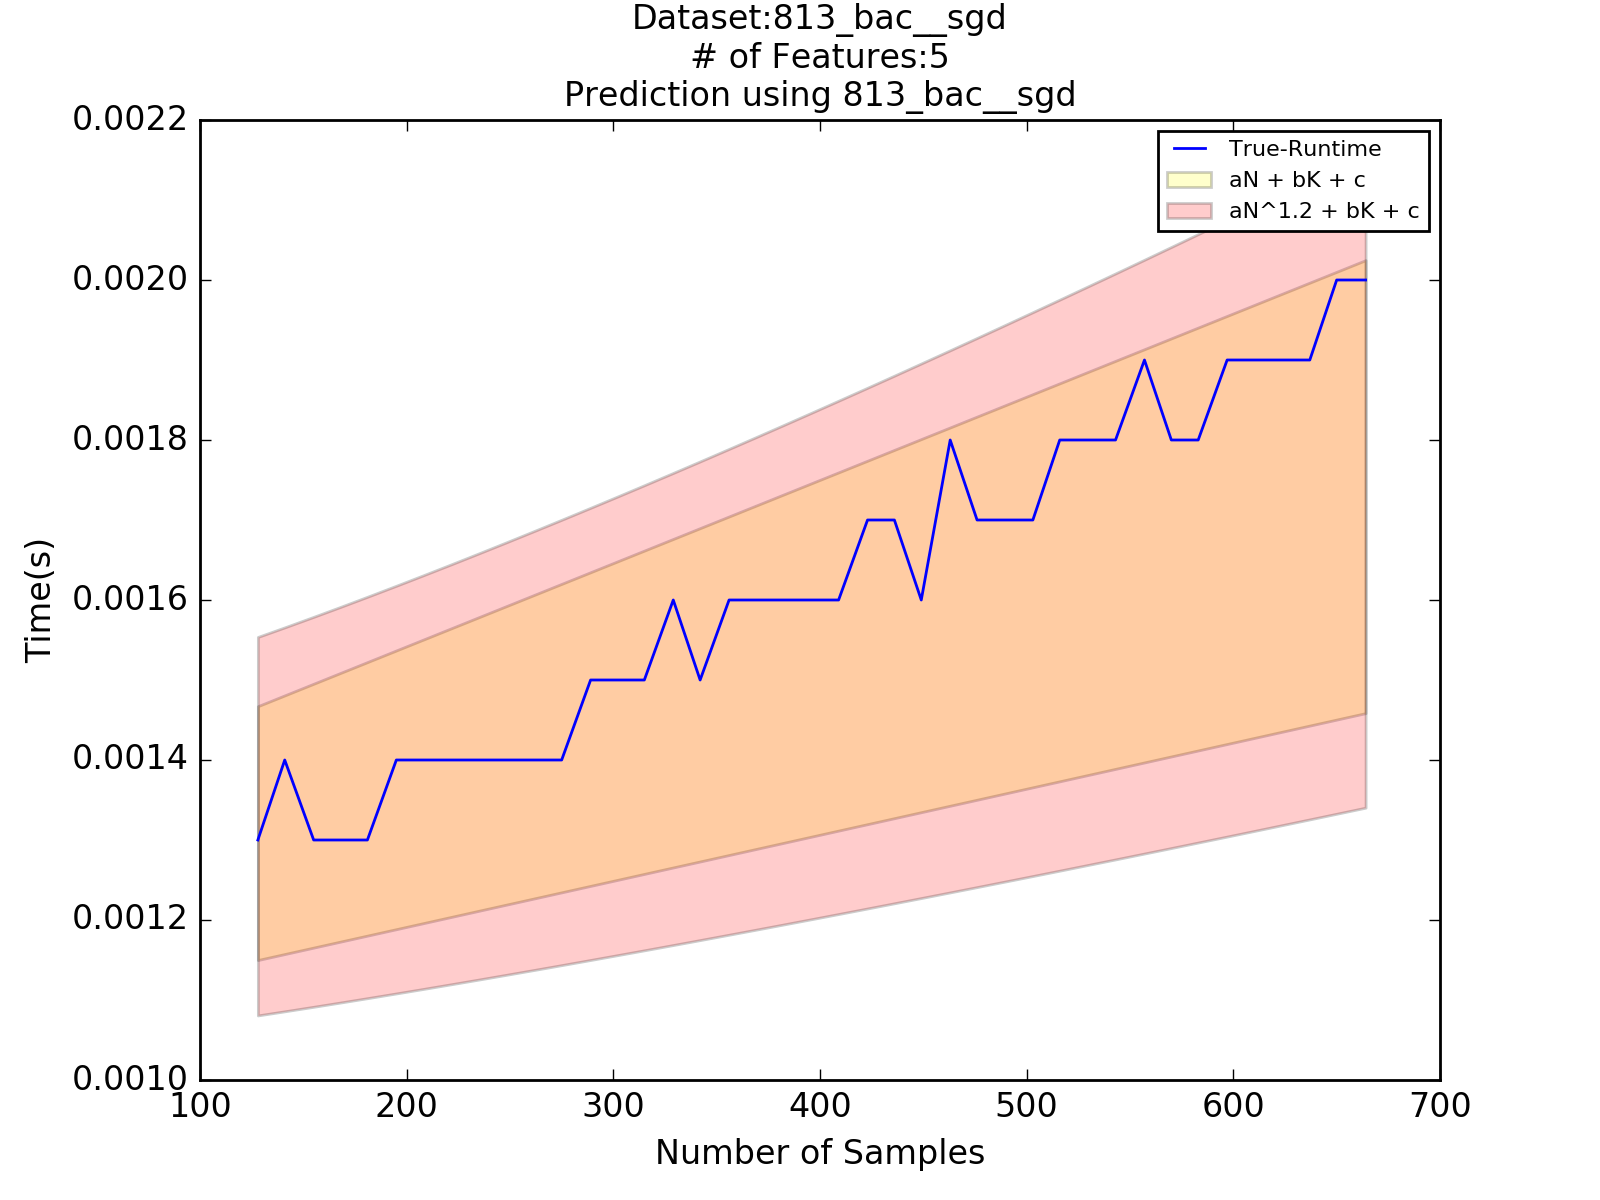 Dataset:813_bac__sgd
# of Features:5
Prediction using 813_bac__sgd
0.0022
True-Runtime
aN + bK + c
aN^1.2 + bK + c
0.0020
0.0018
0.0016
0.0014
0.0012
0.0010
Time(s)
100 200 300 400 500 600 700
Number of Samples